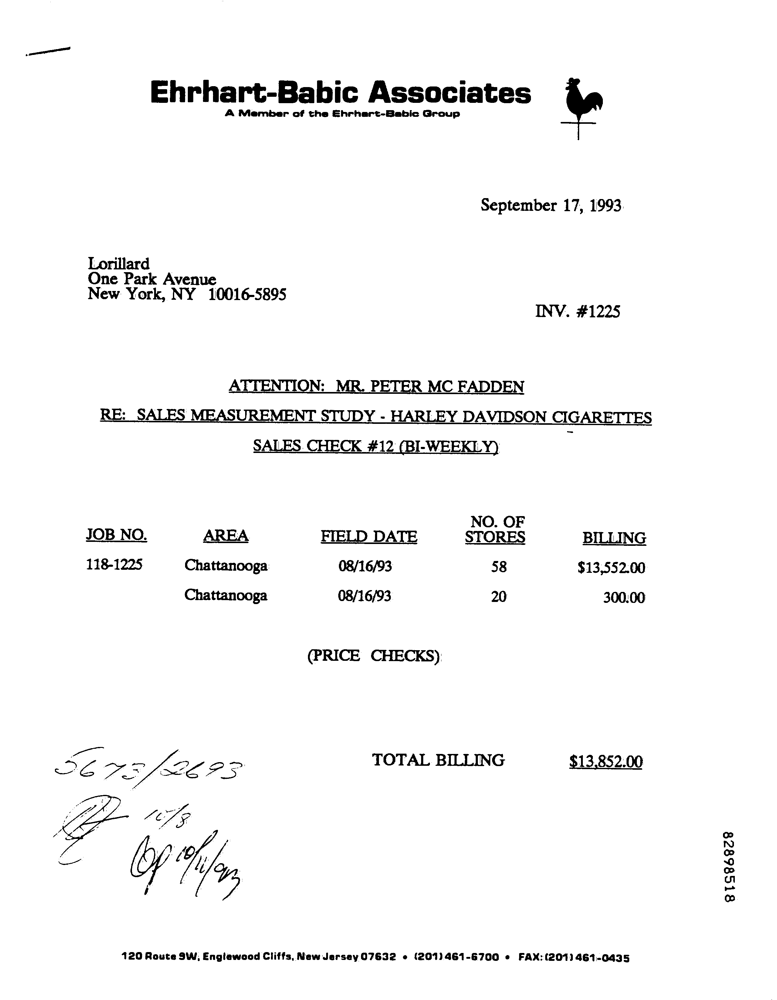 Ehrhart-Babic Associates
A Member of the Ehrhart-Babic Group
September 17, 1993
Lorillard
One Park Avenue
New York, NY 10016-5895
INV. #1225
ATTENTION: MR. PETER MC FADDEN
RE: SALES MEASUREMENT STUDY - HARLEY DAVIDSON CIGARETTES
SALES CHECK #12 (BI-WEEKLY)
JOB NO. AREA FIELD DATE NO. OF STORES BILLING
118-1225 Chattanooga 08/16/93 58 $13,552.00
Chattanooga 08/16/93 20 300.00
(PRICE CHECKS)
TOTAL BILLING $13,852.00
5673/2693
10/8
10/11/93
82898518
120 Route 9W, Englewood Cliffs, New Jersey 07632 • (201) 461-6700 • FAX: (201) 461-0435